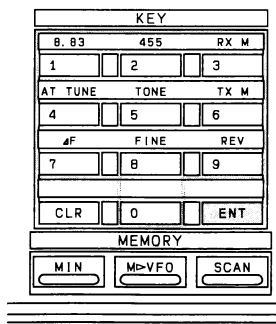 KEY
8.83 455 RX M
1 2 3
AT TUNE TONE TX M
4 5 6
⊿F FINE REV
7 8 9
CLR 0 ENT
MEMORY
MIN M▷VFO SCAN